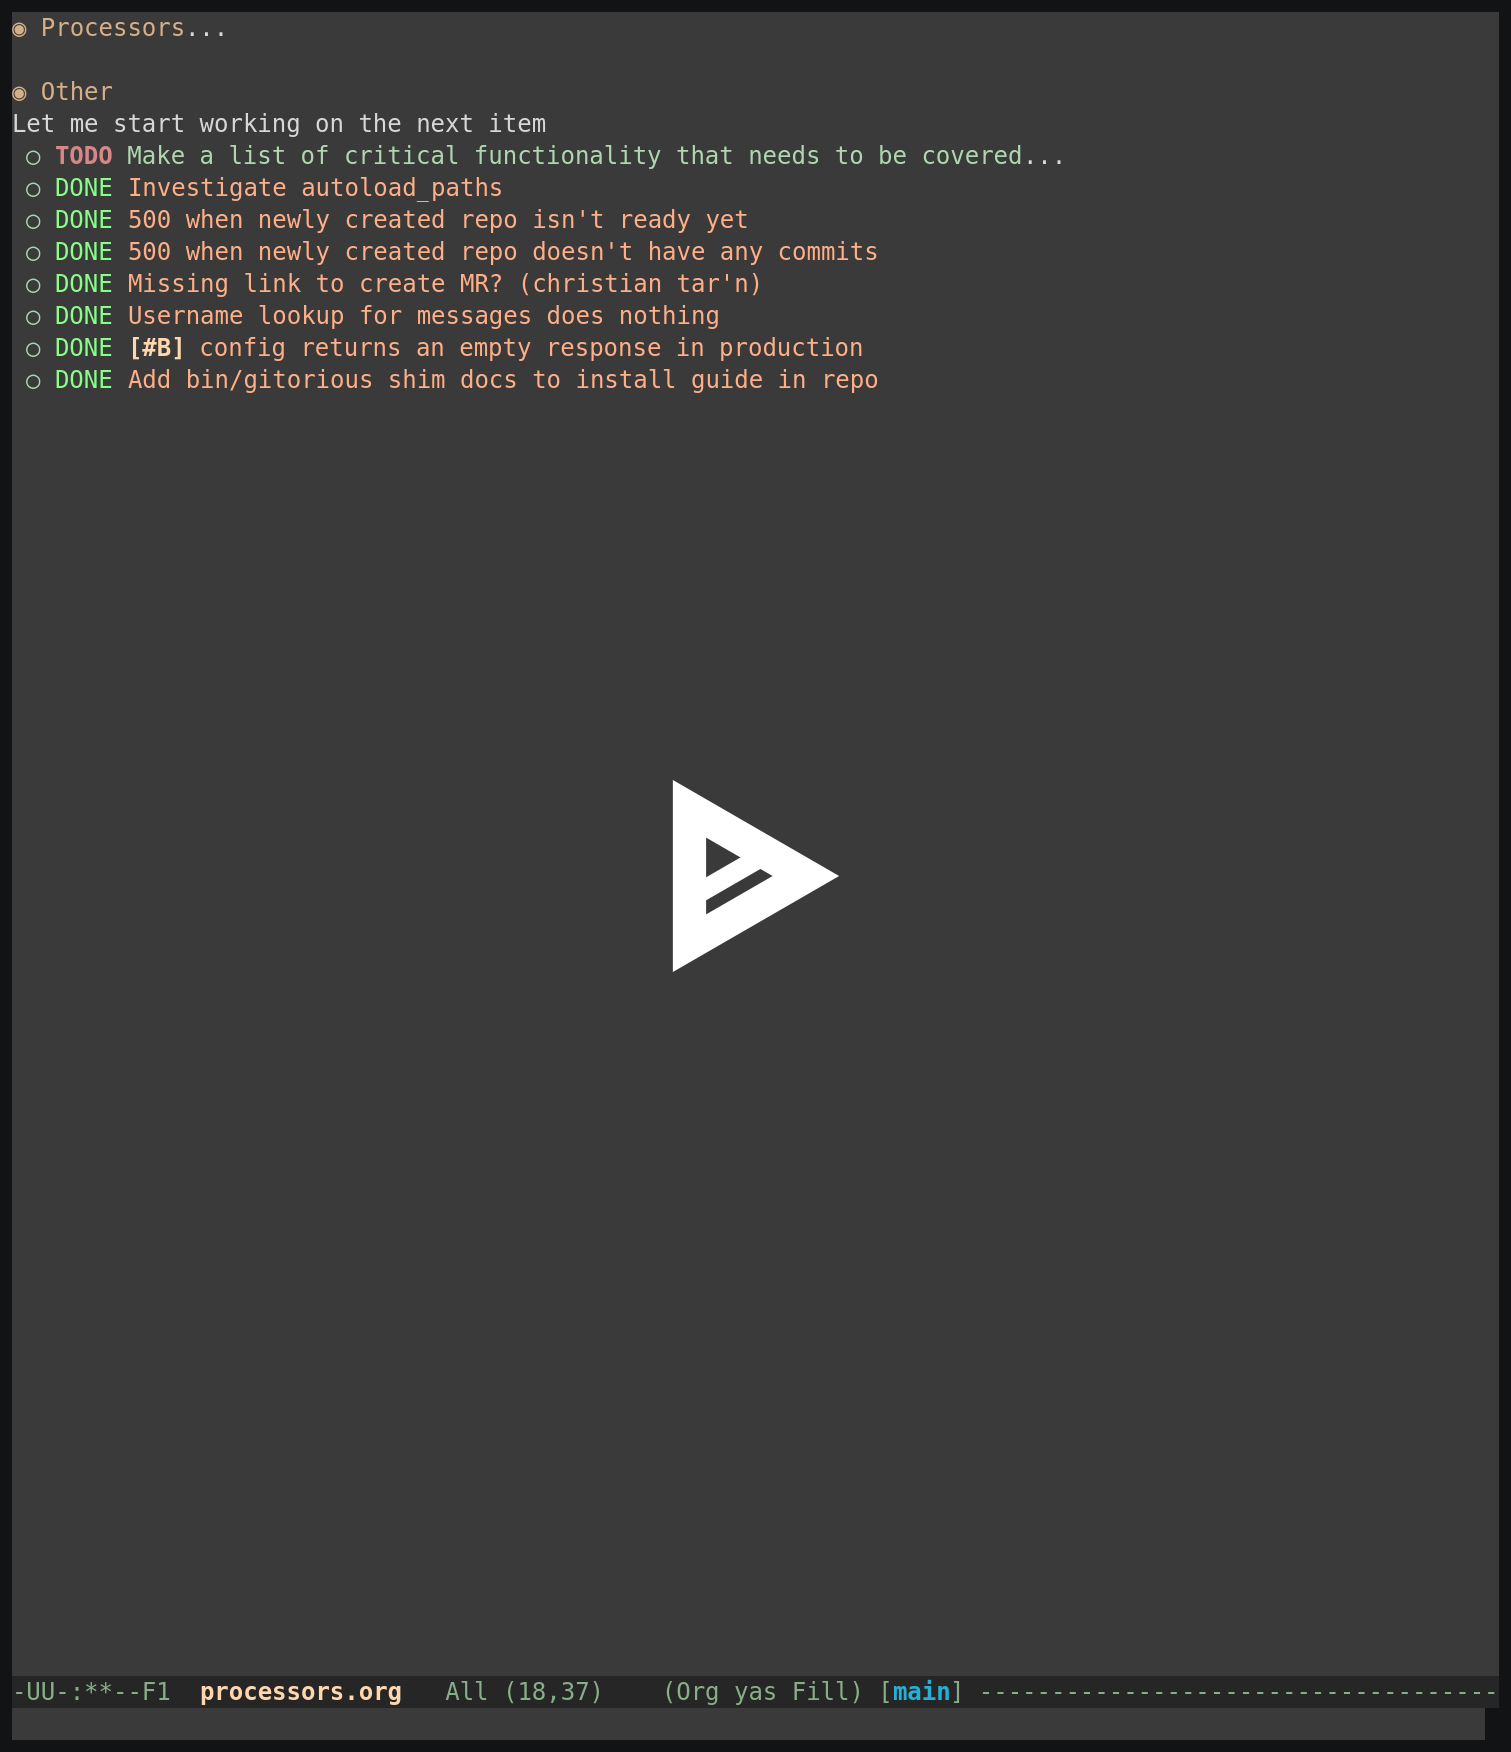 ◉ Processors...
◉ Other
Let me start working on the next item
○ TODO Make a list of critical functionality that needs to be covered...
○ DONE Investigate autoload_paths
○ DONE 500 when newly created repo isn't ready yet
○ DONE 500 when newly created repo doesn't have any commits
○ DONE Missing link to create MR? (christian tar'n)
○ DONE Username lookup for messages does nothing
○ DONE [#B] config returns an empty response in production
○ DONE Add bin/gitorious shim docs to install guide in repo
-UU-:**--F1  processors.org   All (18,37)    (Org yas Fill) [main] ------------------------------------